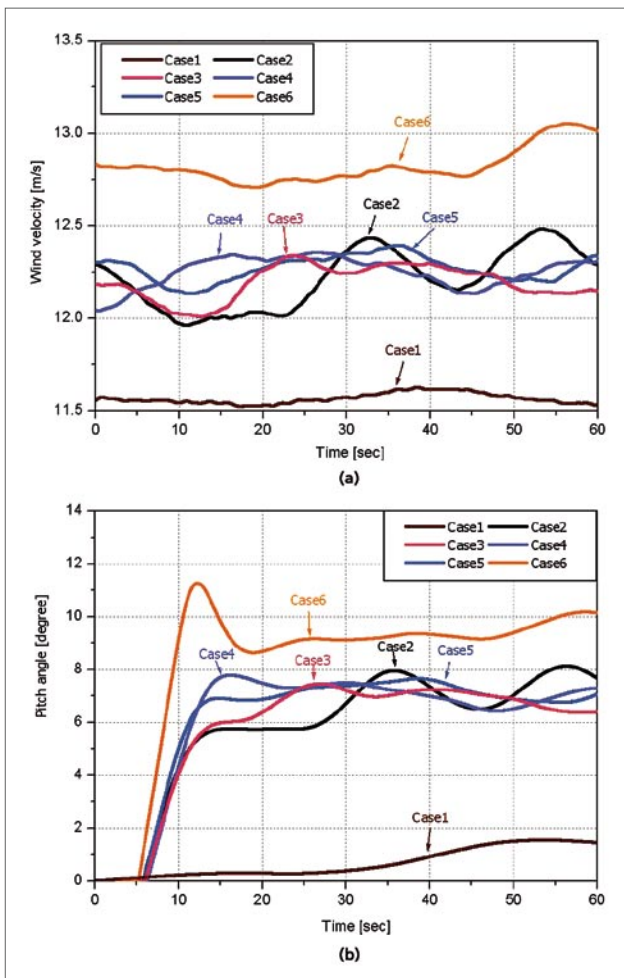 13.5
Case1 Case2
Case3 Case4
Case5 Case6
13.0
Case6
12.5
Case4 Case3 Case2 Case5
12.0
Case1
11.5
0 10 20 30 40 50 60
Wind velocity [m/s]
Time [sec]
(a)
14
Case1 Case2
Case3 Case4
Case5 Case6
12
10
Case6
8
Case4 Case3 Case2 Case5
6
4
2
Case1
0
0 10 20 30 40 50 60
Pitch angle [degree]
Time [sec]
(b)